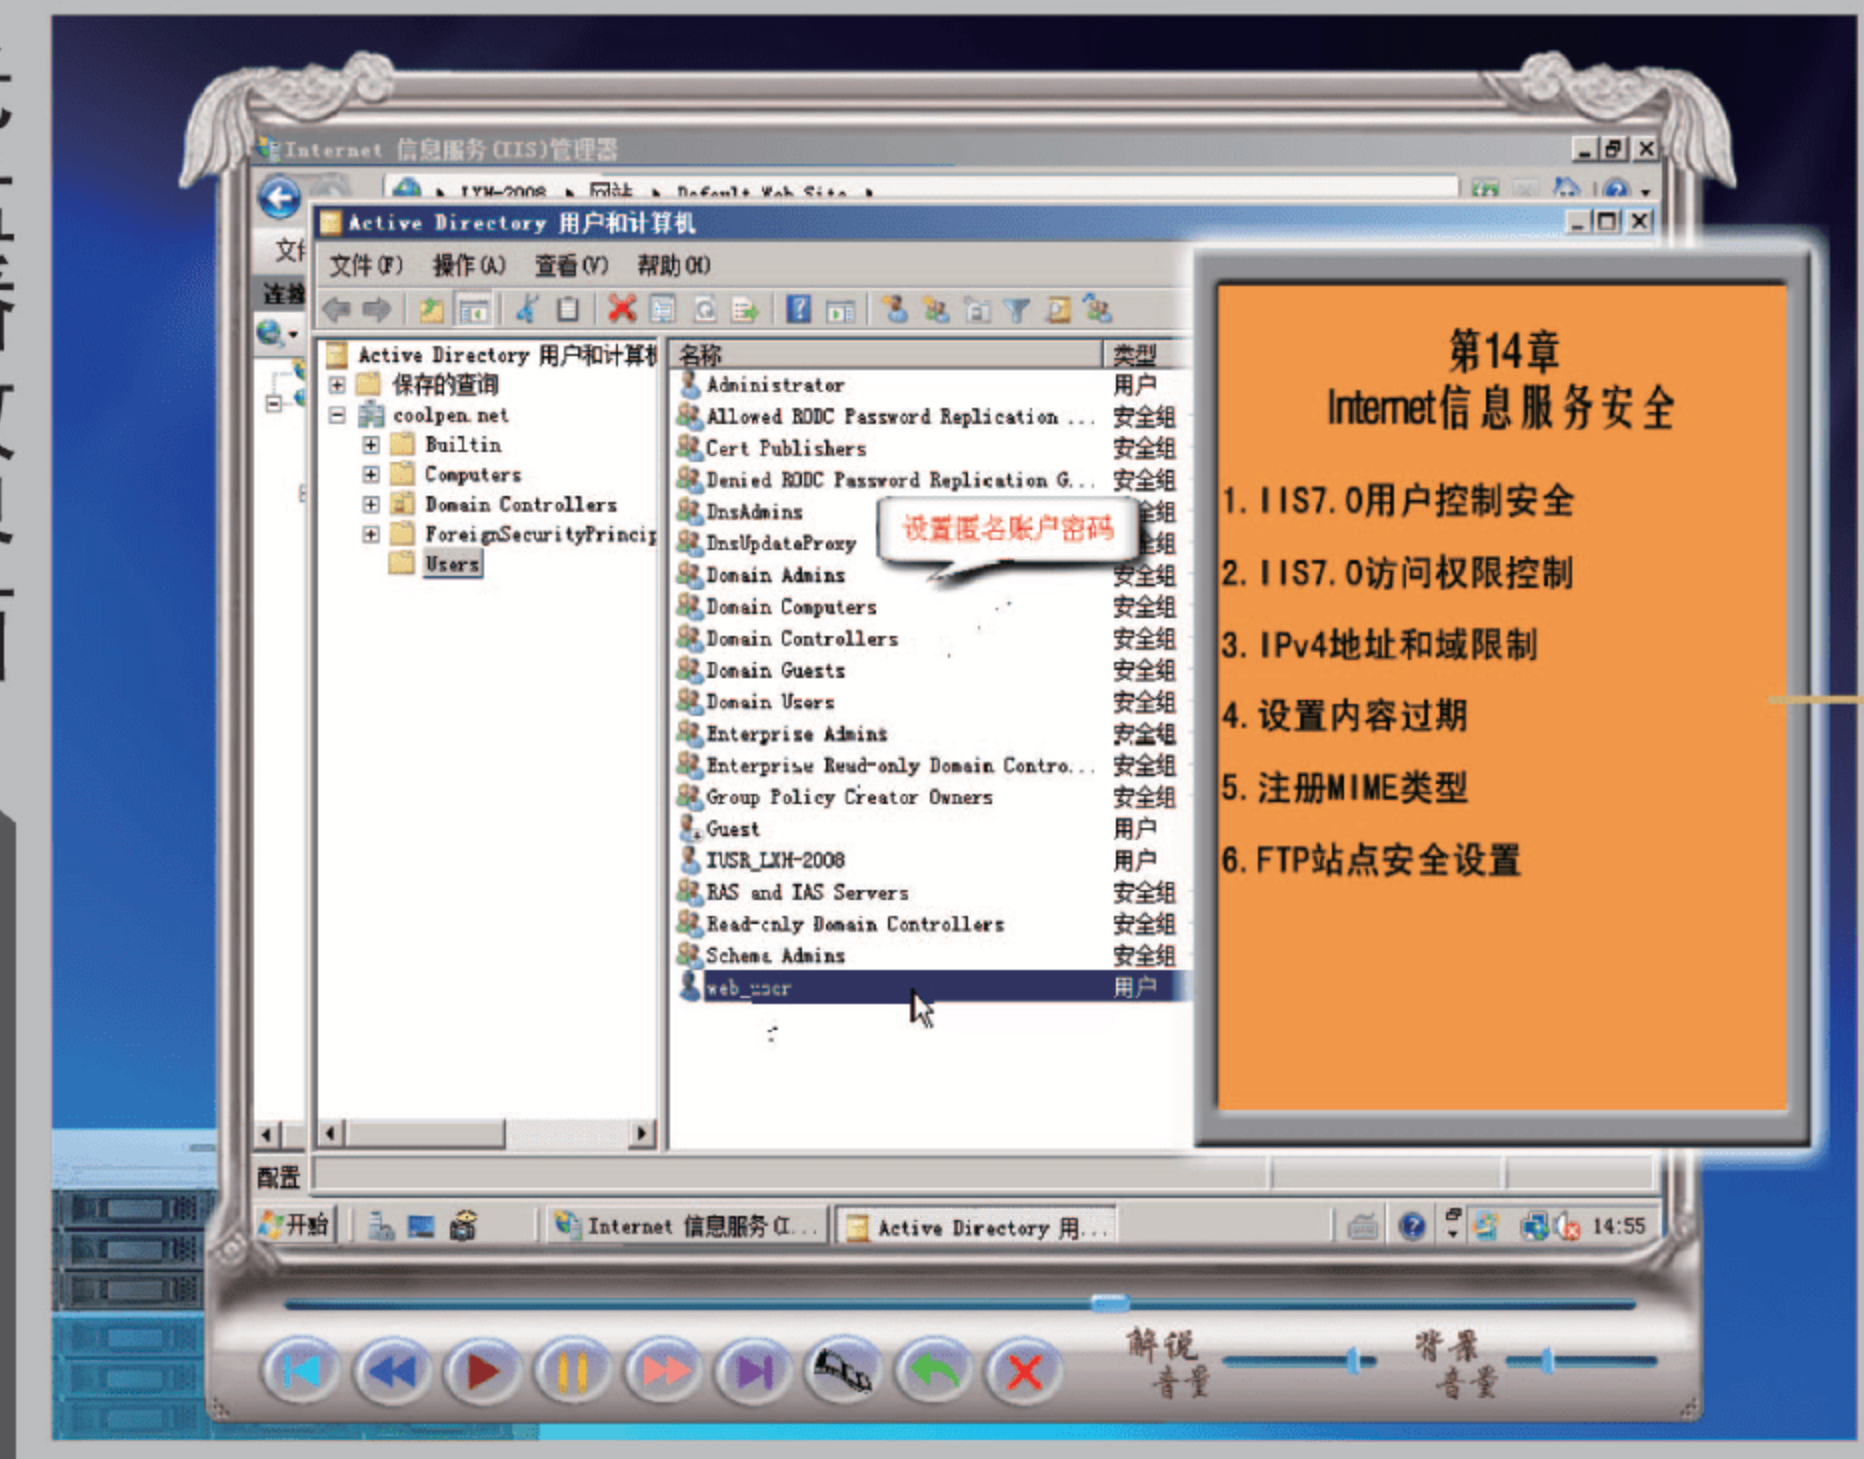 Internet 信息服务(IIS)管理器
LXH-2008 ▸ 网站 ▸ Default Web Site ▸
Active Directory 用户和计算机
文件(F) 操作(A) 查看(V) 帮助(H)
Active Directory 用户和计算机
保存的查询
coolpen.net
Builtin
Computers
Domain Controllers
ForeignSecurityPrincip
Users
名称 类型
Administrator 用户
Allowed RODC Password Replication ... 安全组
Cert Publishers 安全组
Denied RODC Password Replication G... 安全组
DnsAdmins 安全组
DnsUpdateProxy 安全组
Domain Admins 安全组
Domain Computers 安全组
Domain Controllers 安全组
Domain Guests 安全组
Domain Users 安全组
Enterprise Admins 安全组
Enterprise Read-only Domain Contro... 安全组
Group Policy Creator Owners 安全组
Guest 用户
IUSR_LXH-2008 用户
RAS and IAS Servers 安全组
Read-only Domain Controllers 安全组
Schema Admins 安全组
web_user 用户
设置匿名账户密码
第14章
Internet信息服务安全
1.IIS7.0用户控制安全
2.IIS7.0访问权限控制
3.IPv4地址和域限制
4.设置内容过期
5.注册MIME类型
6.FTP站点安全设置
配置
开始
Internet 信息服务(I...
Active Directory 用...
14:55
解说
音量
背景
音量